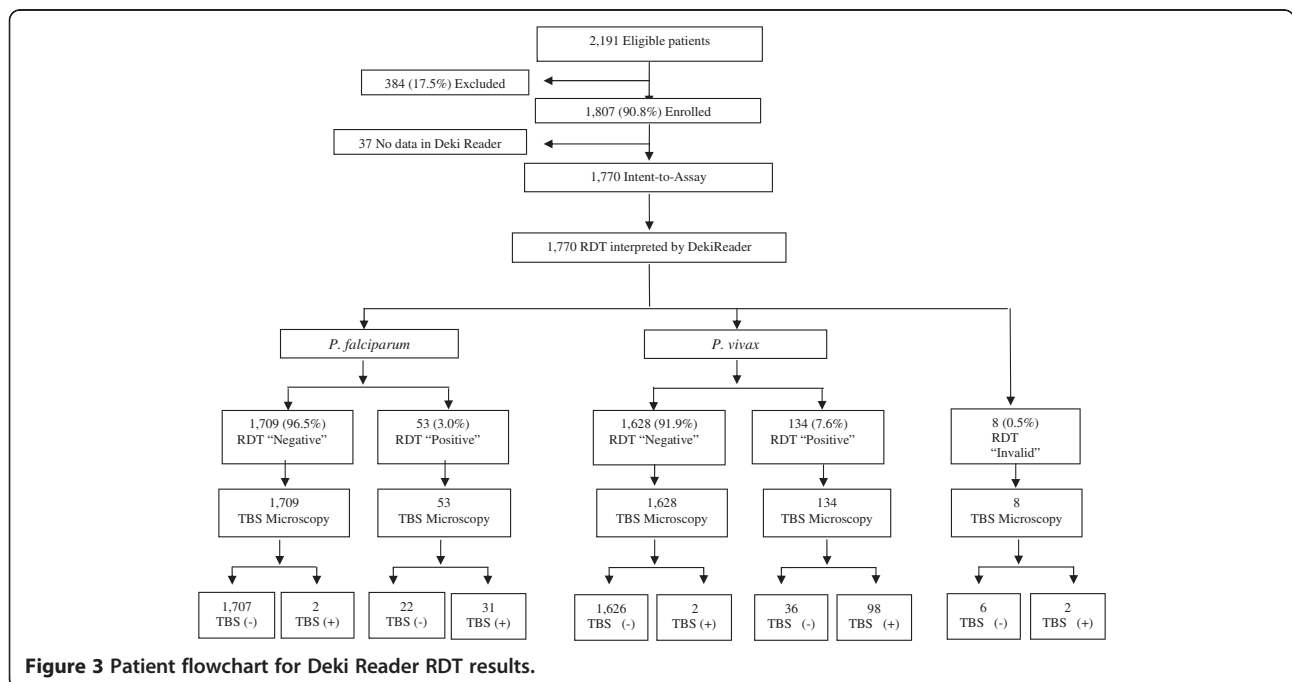 2,191 Eligible patients
384 (17.5%) Excluded
1,807 (90.8%) Enrolled
37 No data in Deki Reader
1,770 Intent-to-Assay
1,770 RDT interpreted by DekiReader
P. falciparum
P. vivax
1,709 (96.5%)
RDT “Negative”
53 (3.0%)
RDT “Positive”
1,628 (91.9%)
RDT “Negative”
134 (7.6%)
RDT “Positive”
8 (0.5%)
RDT
“Invalid”
1,709
TBS Microscopy
53
TBS Microscopy
1,628
TBS Microscopy
134
TBS Microscopy
8
TBS Microscopy
1,707
TBS (-)
2
TBS (+)
22
TBS (-)
31
TBS (+)
1,626
TBS (-)
2
TBS (+)
36
TBS (-)
98
TBS (+)
6
TBS (-)
2
TBS (+)
Figure 3 Patient flowchart for Deki Reader RDT results.